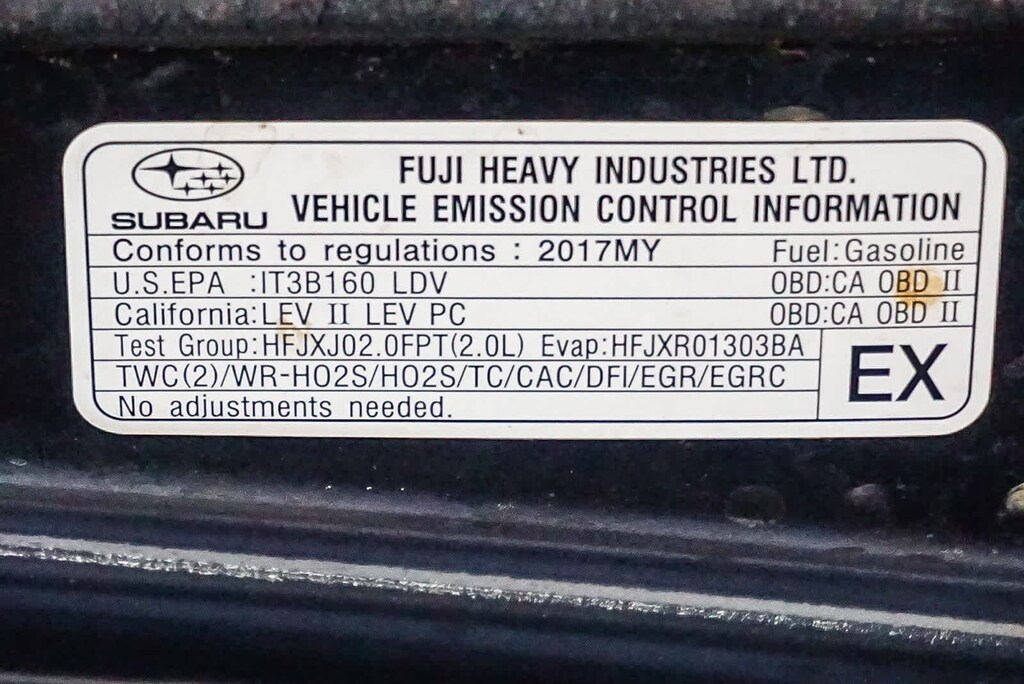 FUJI HEAVY INDUSTRIES LTD.
SUBARU VEHICLE EMISSION CONTROL INFORMATION
Conforms to regulations : 2017MY Fuel:Gasoline
U.S.EPA :IT3B160 LDV OBD:CA OBD II
California:LEV II LEV PC OBD:CA OBD II
Test Group:HFJXJ02.0FPT(2.0L) Evap:HFJXR01303BA
TWC(2)/WR-HO2S/HO2S/TC/CAC/DFI/EGR/EGRC
EX
No adjustments needed.